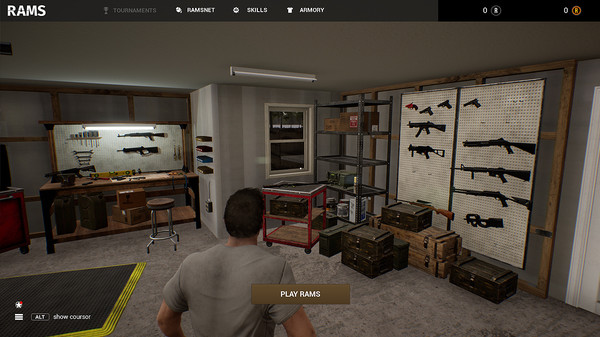 RAMS
TOURNAMENTS
RAMSNET
SKILLS
ARMORY
0 R
0 R
PLAY RAMS
ALT show coursor